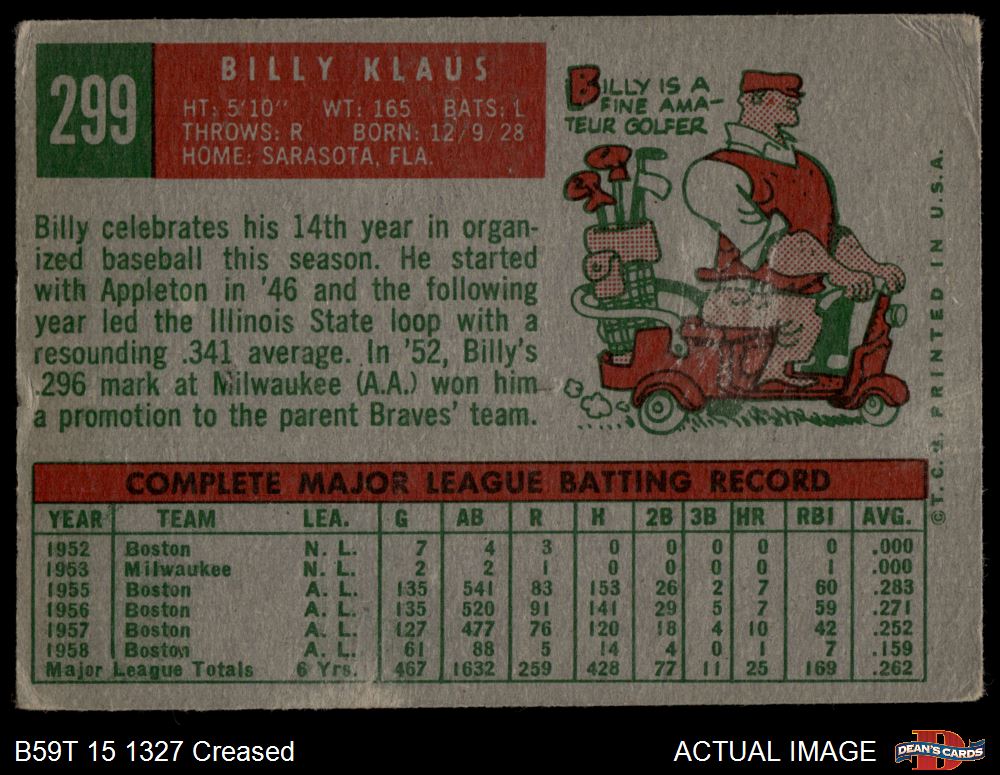 299
BILLY KLAUS
HT: 5'10" WT: 165 BATS: L
THROWS: R BORN: 12/9/28
HOME: SARASOTA, FLA.
BILLY IS A
FINE AMA-
TEUR GOLFER
Billy celebrates his 14th year in organ-
ized baseball this season. He started
with Appleton in '46 and the following
year led the Illinois State loop with a
resounding .341 average. In '52, Billy's
.296 mark at Milwaukee (A.A.) won him
a promotion to the parent Braves' team.
© T. C. G. PRINTED IN U.S.A.
COMPLETE MAJOR LEAGUE BATTING RECORD
YEAR TEAM LEA. G AB R H 2B 3B HR RBI AVG.
1952 Boston N. L. 7 4 3 0 0 0 0 0 .000
1953 Milwaukee N. L. 2 2 1 0 0 0 0 1 .000
1955 Boston A. L. 135 541 83 153 26 2 7 60 .283
1956 Boston A. L. 135 520 91 141 29 5 7 59 .271
1957 Boston A. L. 127 477 76 120 18 4 10 42 .252
1958 Boston A. L. 61 88 5 14 4 0 1 7 .159
Major League Totals 6 Yrs. 467 1632 259 428 77 11 25 169 .262
B59T 15 1327 Creased
ACTUAL IMAGE
D
DEAN'S CARDS